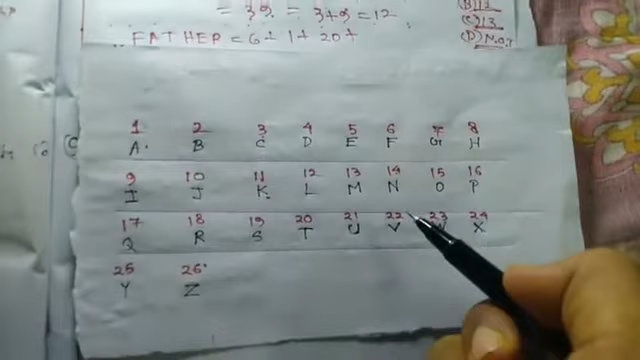 = 39 = 3+9 = 12
FATHER = 6+ 1+ 20+
(B) 11
(C) 13
(D) N.O.T
1 2 3 4 5 6 7 8
A B C D E F G H
9 10 11 12 13 14 15 16
I J K L M N O P
17 18 19 20 21 22 23 24
Q R S T U V W X
25 26
Y Z